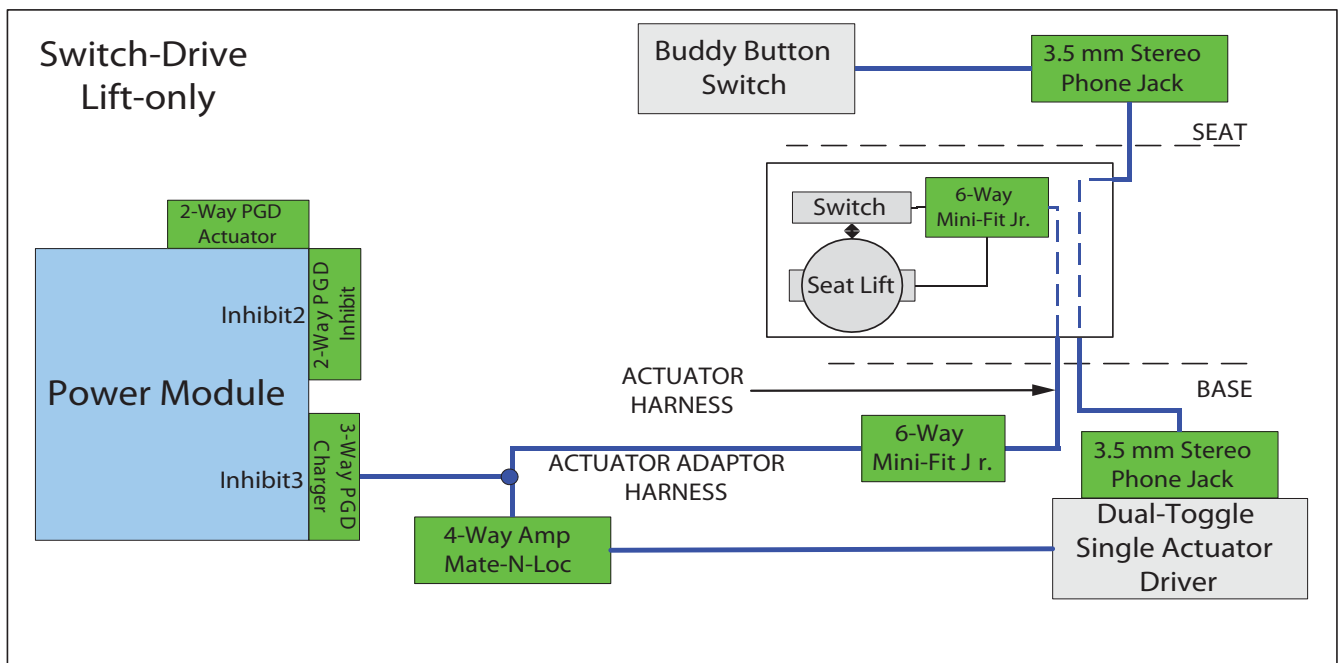 Switch-Drive
Lift-only
Buddy Button
Switch
3.5 mm Stereo
Phone Jack
SEAT
2-Way PGD
Actuator
Switch
6-Way
Mini-Fit Jr.
Seat Lift
Inhibit2
2-Way PGD
Inhibit
Power Module
ACTUATOR
HARNESS
BASE
Inhibit3
3-Way PGD
Charger
ACTUATOR ADAPTOR
HARNESS
6-Way
Mini-Fit J r.
3.5 mm Stereo
Phone Jack
4-Way Amp
Mate-N-Loc
Dual-Toggle
Single Actuator
Driver